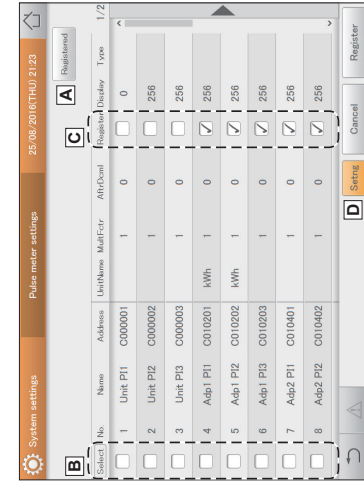 System settings Pulse meter settings 25/08/2016(THU) 21:23
A Registered
B C
Select No. Name Address UnitName MultFctr AftrDcml Register Display Type 1/2
1 Unit PI1 C000001 1 0 0
2 Unit PI2 C000002 1 0 256
3 Unit PI3 C000003 1 0 256
4 Adp1 PI1 C010201 kWh 1 0 256
5 Adp1 PI2 C010202 kWh 1 0 256
6 Adp1 PI3 C010203 1 0 256
7 Adp2 PI1 C010401 1 0 256
8 Adp2 PI2 C010402 1 0 256
D Setng Cancel Register